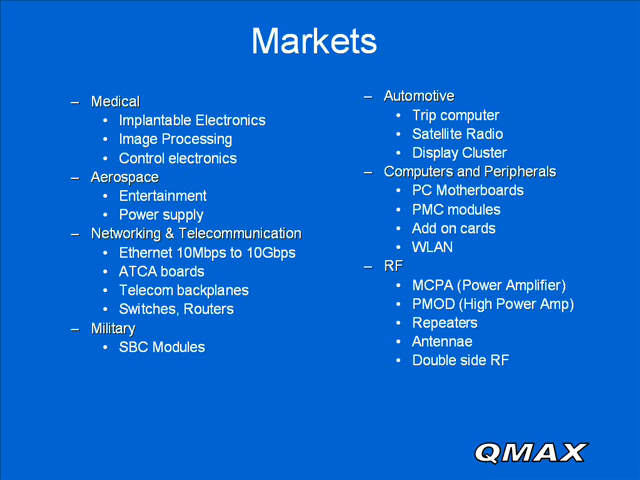 Markets
– Medical
• Implantable Electronics
• Image Processing
• Control electronics
– Aerospace
• Entertainment
• Power supply
– Networking & Telecommunication
• Ethernet 10Mbps to 10Gbps
• ATCA boards
• Telecom backplanes
• Switches, Routers
– Military
• SBC Modules
– Automotive
• Trip computer
• Satellite Radio
• Display Cluster
– Computers and Peripherals
• PC Motherboards
• PMC modules
• Add on cards
• WLAN
– RF
• MCPA (Power Amplifier)
• PMOD (High Power Amp)
• Repeaters
• Antennae
• Double side RF
QMAX